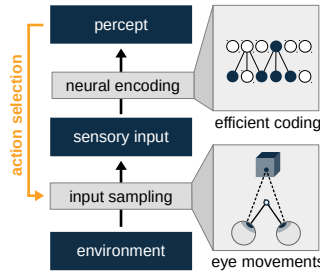 percept
neural encoding
efficient coding
action selection
sensory input
input sampling
environment
eye movements